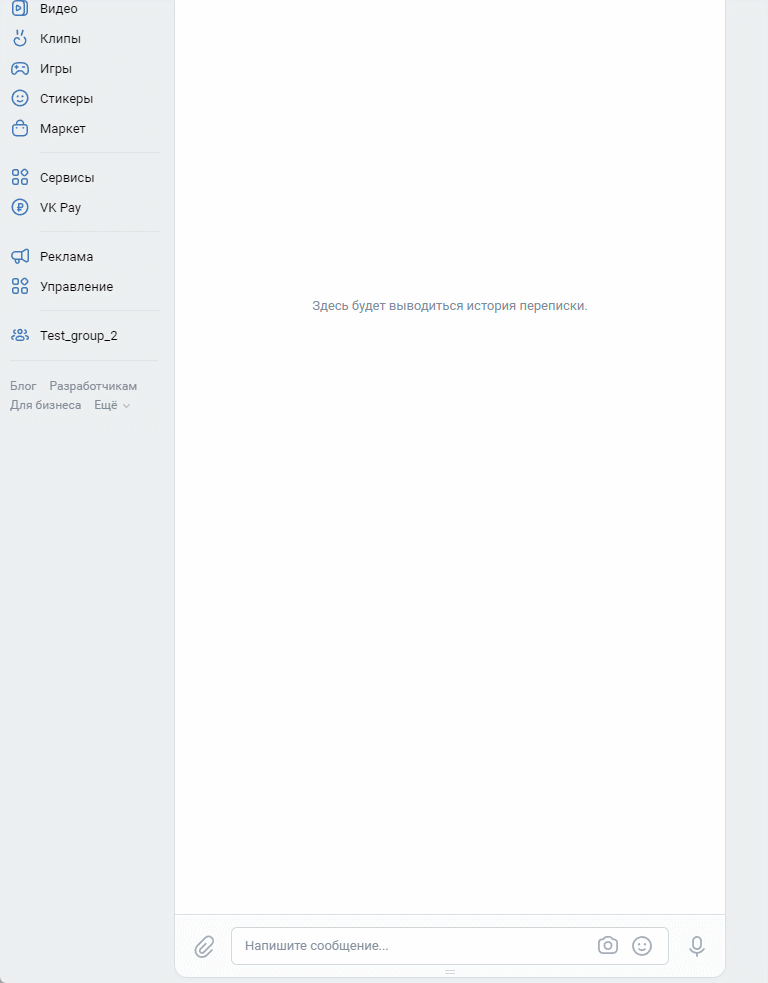 Видео
Клипы
Игры
Стикеры
Маркет
Сервисы
VK Pay
Реклама
Управление
Test_group_2
Блог Разработчикам
Для бизнеса Ещё
Здесь будет выводиться история переписки.
Напишите сообщение...